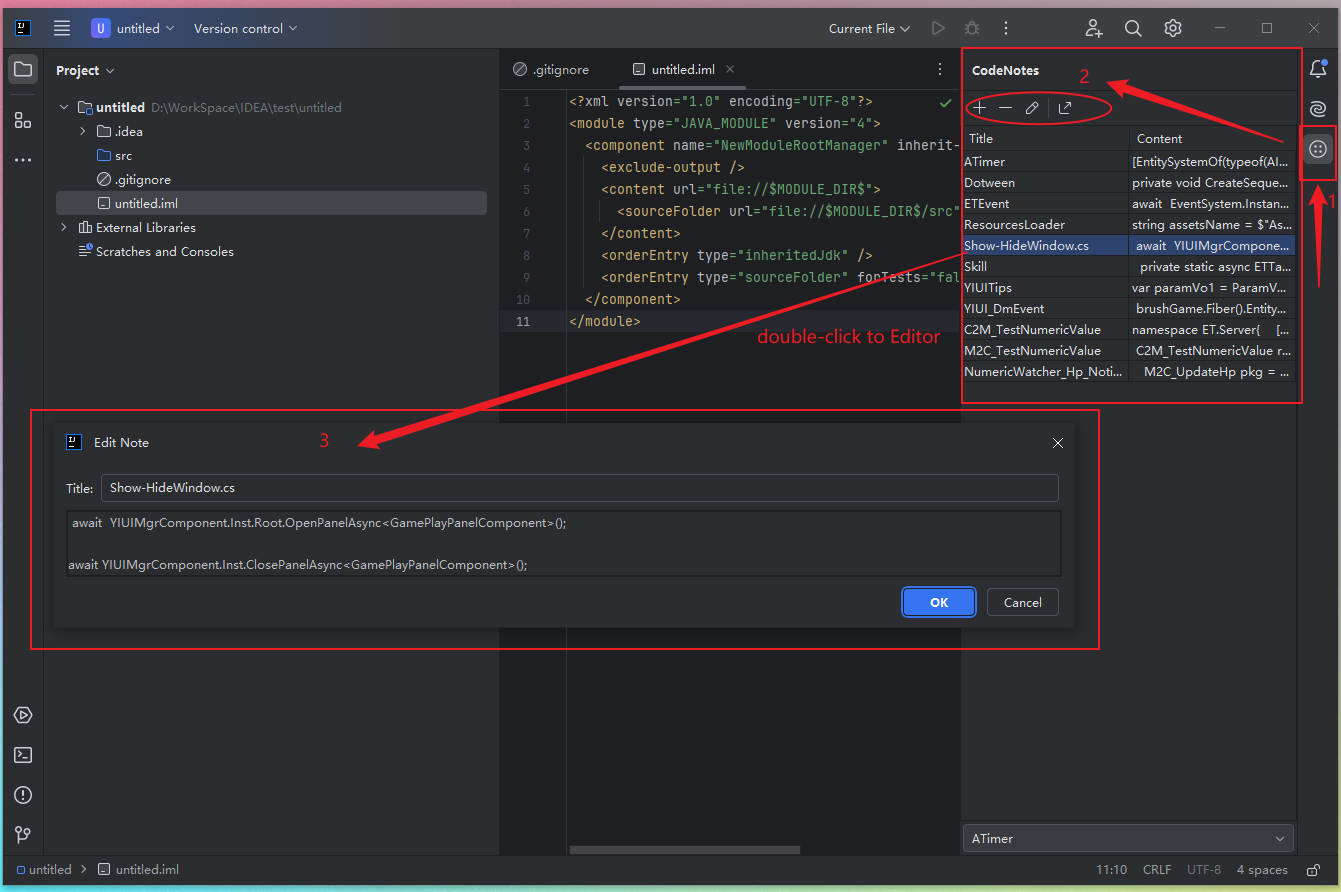 U untitled Version control Current File
Project
.gitignore untitled.iml
CodeNotes
2
untitled D:\WorkSpace\IDEA\test\untitled
.idea
src
.gitignore
untitled.iml
External Libraries
Scratches and Consoles
1 <?xml version="1.0" encoding="UTF-8"?>
2 <module type="JAVA_MODULE" version="4">
3 <component name="NewModuleRootManager" inherit-
4 <exclude-output />
5 <content url="file://$MODULE_DIR$">
6 <sourceFolder url="file://$MODULE_DIR$/src"
7 </content>
8 <orderEntry type="inheritedJdk" />
9 <orderEntry type="sourceFolder" forTests="fal
10 </component>
11 </module>
double-click to Editor
Title Content
ATimer [EntitySystemOf(typeof(AI...
Dotween private void CreateSeque...
ETEvent await EventSystem.Instan...
ResourcesLoader string assetsName = $"As...
Show-HideWindow.cs await YIUIMgrCompone...
Skill private static async ETTa...
YIUITips var paramVo1 = ParamV...
YIUI_DmEvent brushGame.Fiber().Entity...
C2M_TestNumericValue namespace ET.Server{ [...
M2C_TestNumericValue C2M_TestNumericValue r...
NumericWatcher_Hp_Noti... M2C_UpdateHp pkg = ...
1
Edit Note
3
Title: Show-HideWindow.cs
await YIUIMgrComponent.Inst.Root.OpenPanelAsync<GamePlayPanelComponent>();
await YIUIMgrComponent.Inst.ClosePanelAsync<GamePlayPanelComponent>();
OK Cancel
ATimer
untitled untitled.iml
11:10 CRLF UTF-8 4 spaces